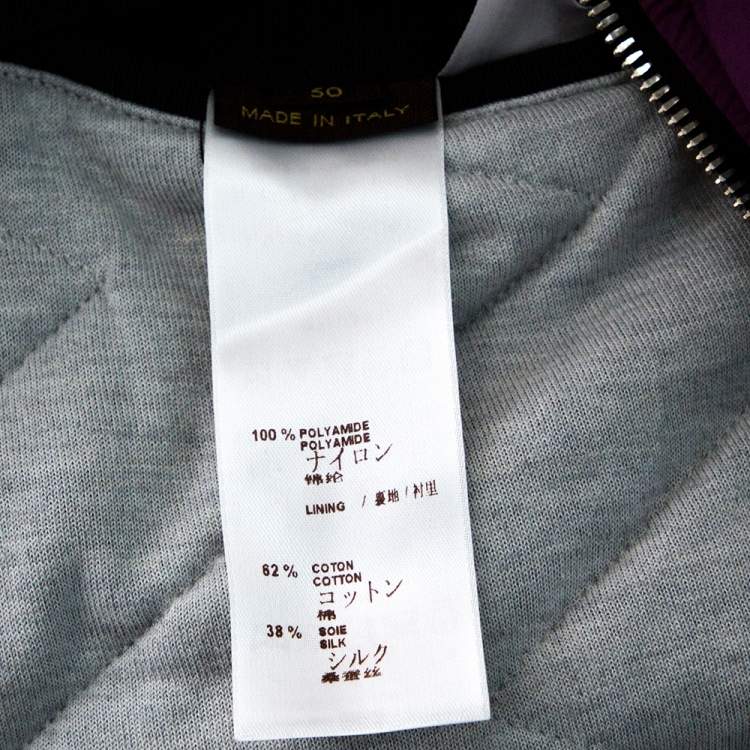 50
MADE IN ITALY
100 % POLYAMIDE
POLYAMIDE
ナイロン
锦纶
LINING / 裏地 / 衬里
62 % COTON
COTTON
コットン
棉
38 % SOIE
SILK
シルク
桑蚕丝